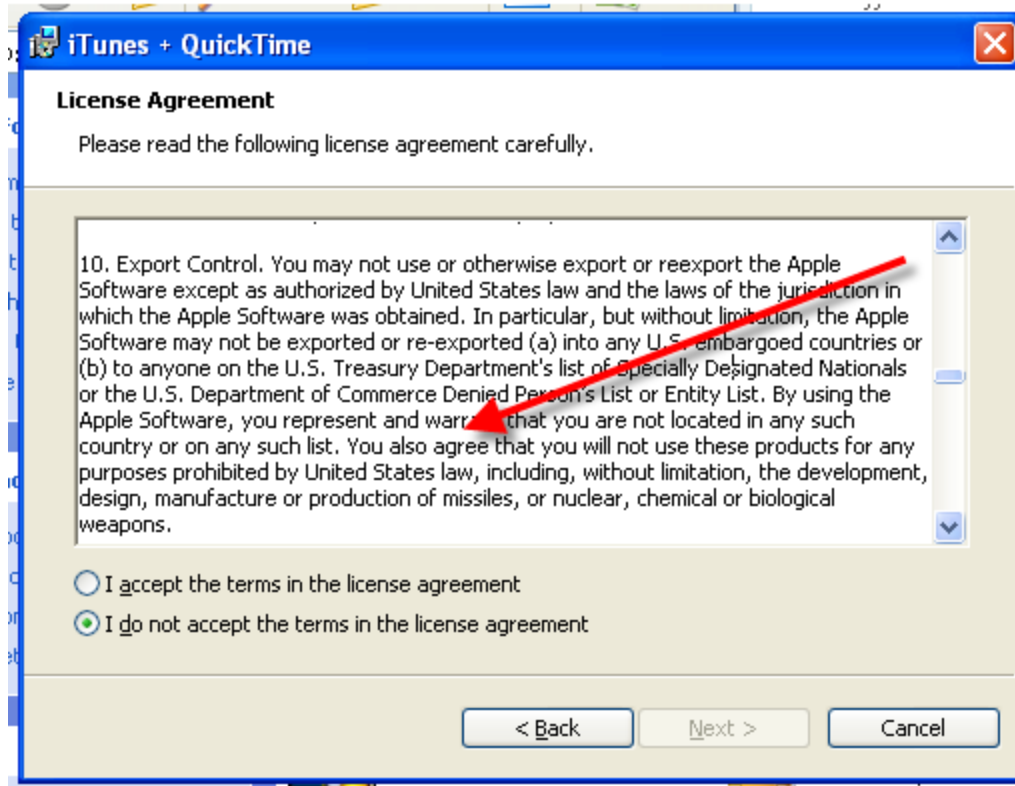 iTunes + QuickTime
License Agreement
Please read the following license agreement carefully.
10. Export Control. You may not use or otherwise export or reexport the Apple
Software except as authorized by United States law and the laws of the jurisdiction in
which the Apple Software was obtained. In particular, but without limitation, the Apple
Software may not be exported or re-exported (a) into any U.S. embargoed countries or
(b) to anyone on the U.S. Treasury Department's list of Specially Designated Nationals
or the U.S. Department of Commerce Denied Person's List or Entity List. By using the
Apple Software, you represent and warrant that you are not located in any such
country or on any such list. You also agree that you will not use these products for any
purposes prohibited by United States law, including, without limitation, the development,
design, manufacture or production of missiles, or nuclear, chemical or biological
weapons.
I accept the terms in the license agreement
I do not accept the terms in the license agreement
< Back
Next >
Cancel